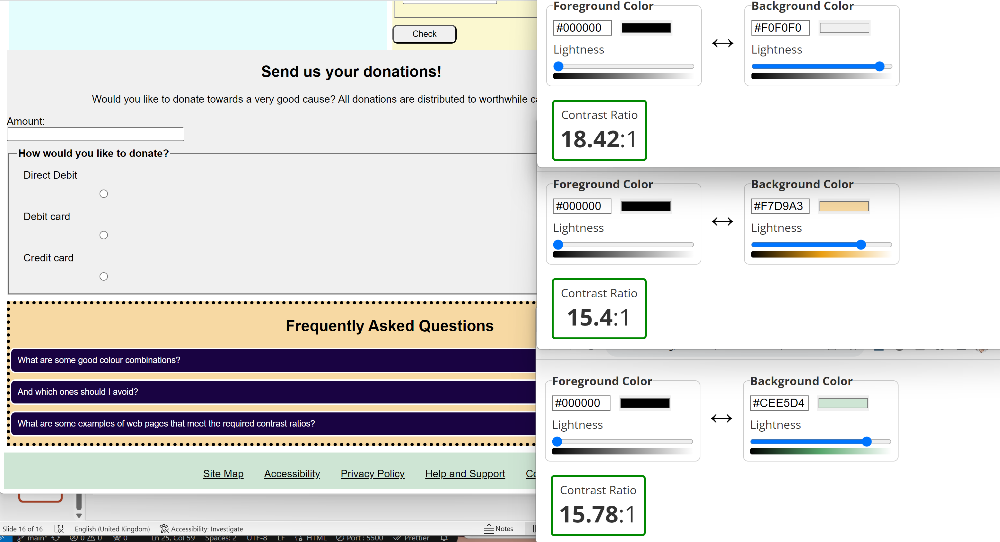 Check
Send us your donations!
Would you like to donate towards a very good cause? All donations are distributed to worthwhile
Amount:
How would you like to donate?
Direct Debit
Debit card
Credit card
Frequently Asked Questions
What are some good colour combinations?
And which ones should I avoid?
What are some examples of web pages that meet the required contrast ratios?
Site Map Accessibility Privacy Policy Help and Support
Slide 16 of 16 English (United Kingdom) Accessibility: Investigate Notes
main* 0 0 0 Ln 25, Col 59 Spaces: 2 UTF-8 LF HTML Port : 5500 Prettier
Foreground Color Background Color
#000000 #F0F0F0
Lightness Lightness
Contrast Ratio
18.42:1
Foreground Color Background Color
#000000 #F7D9A3
Lightness Lightness
Contrast Ratio
15.4:1
Foreground Color Background Color
#000000 #CEE5D4
Lightness Lightness
Contrast Ratio
15.78:1